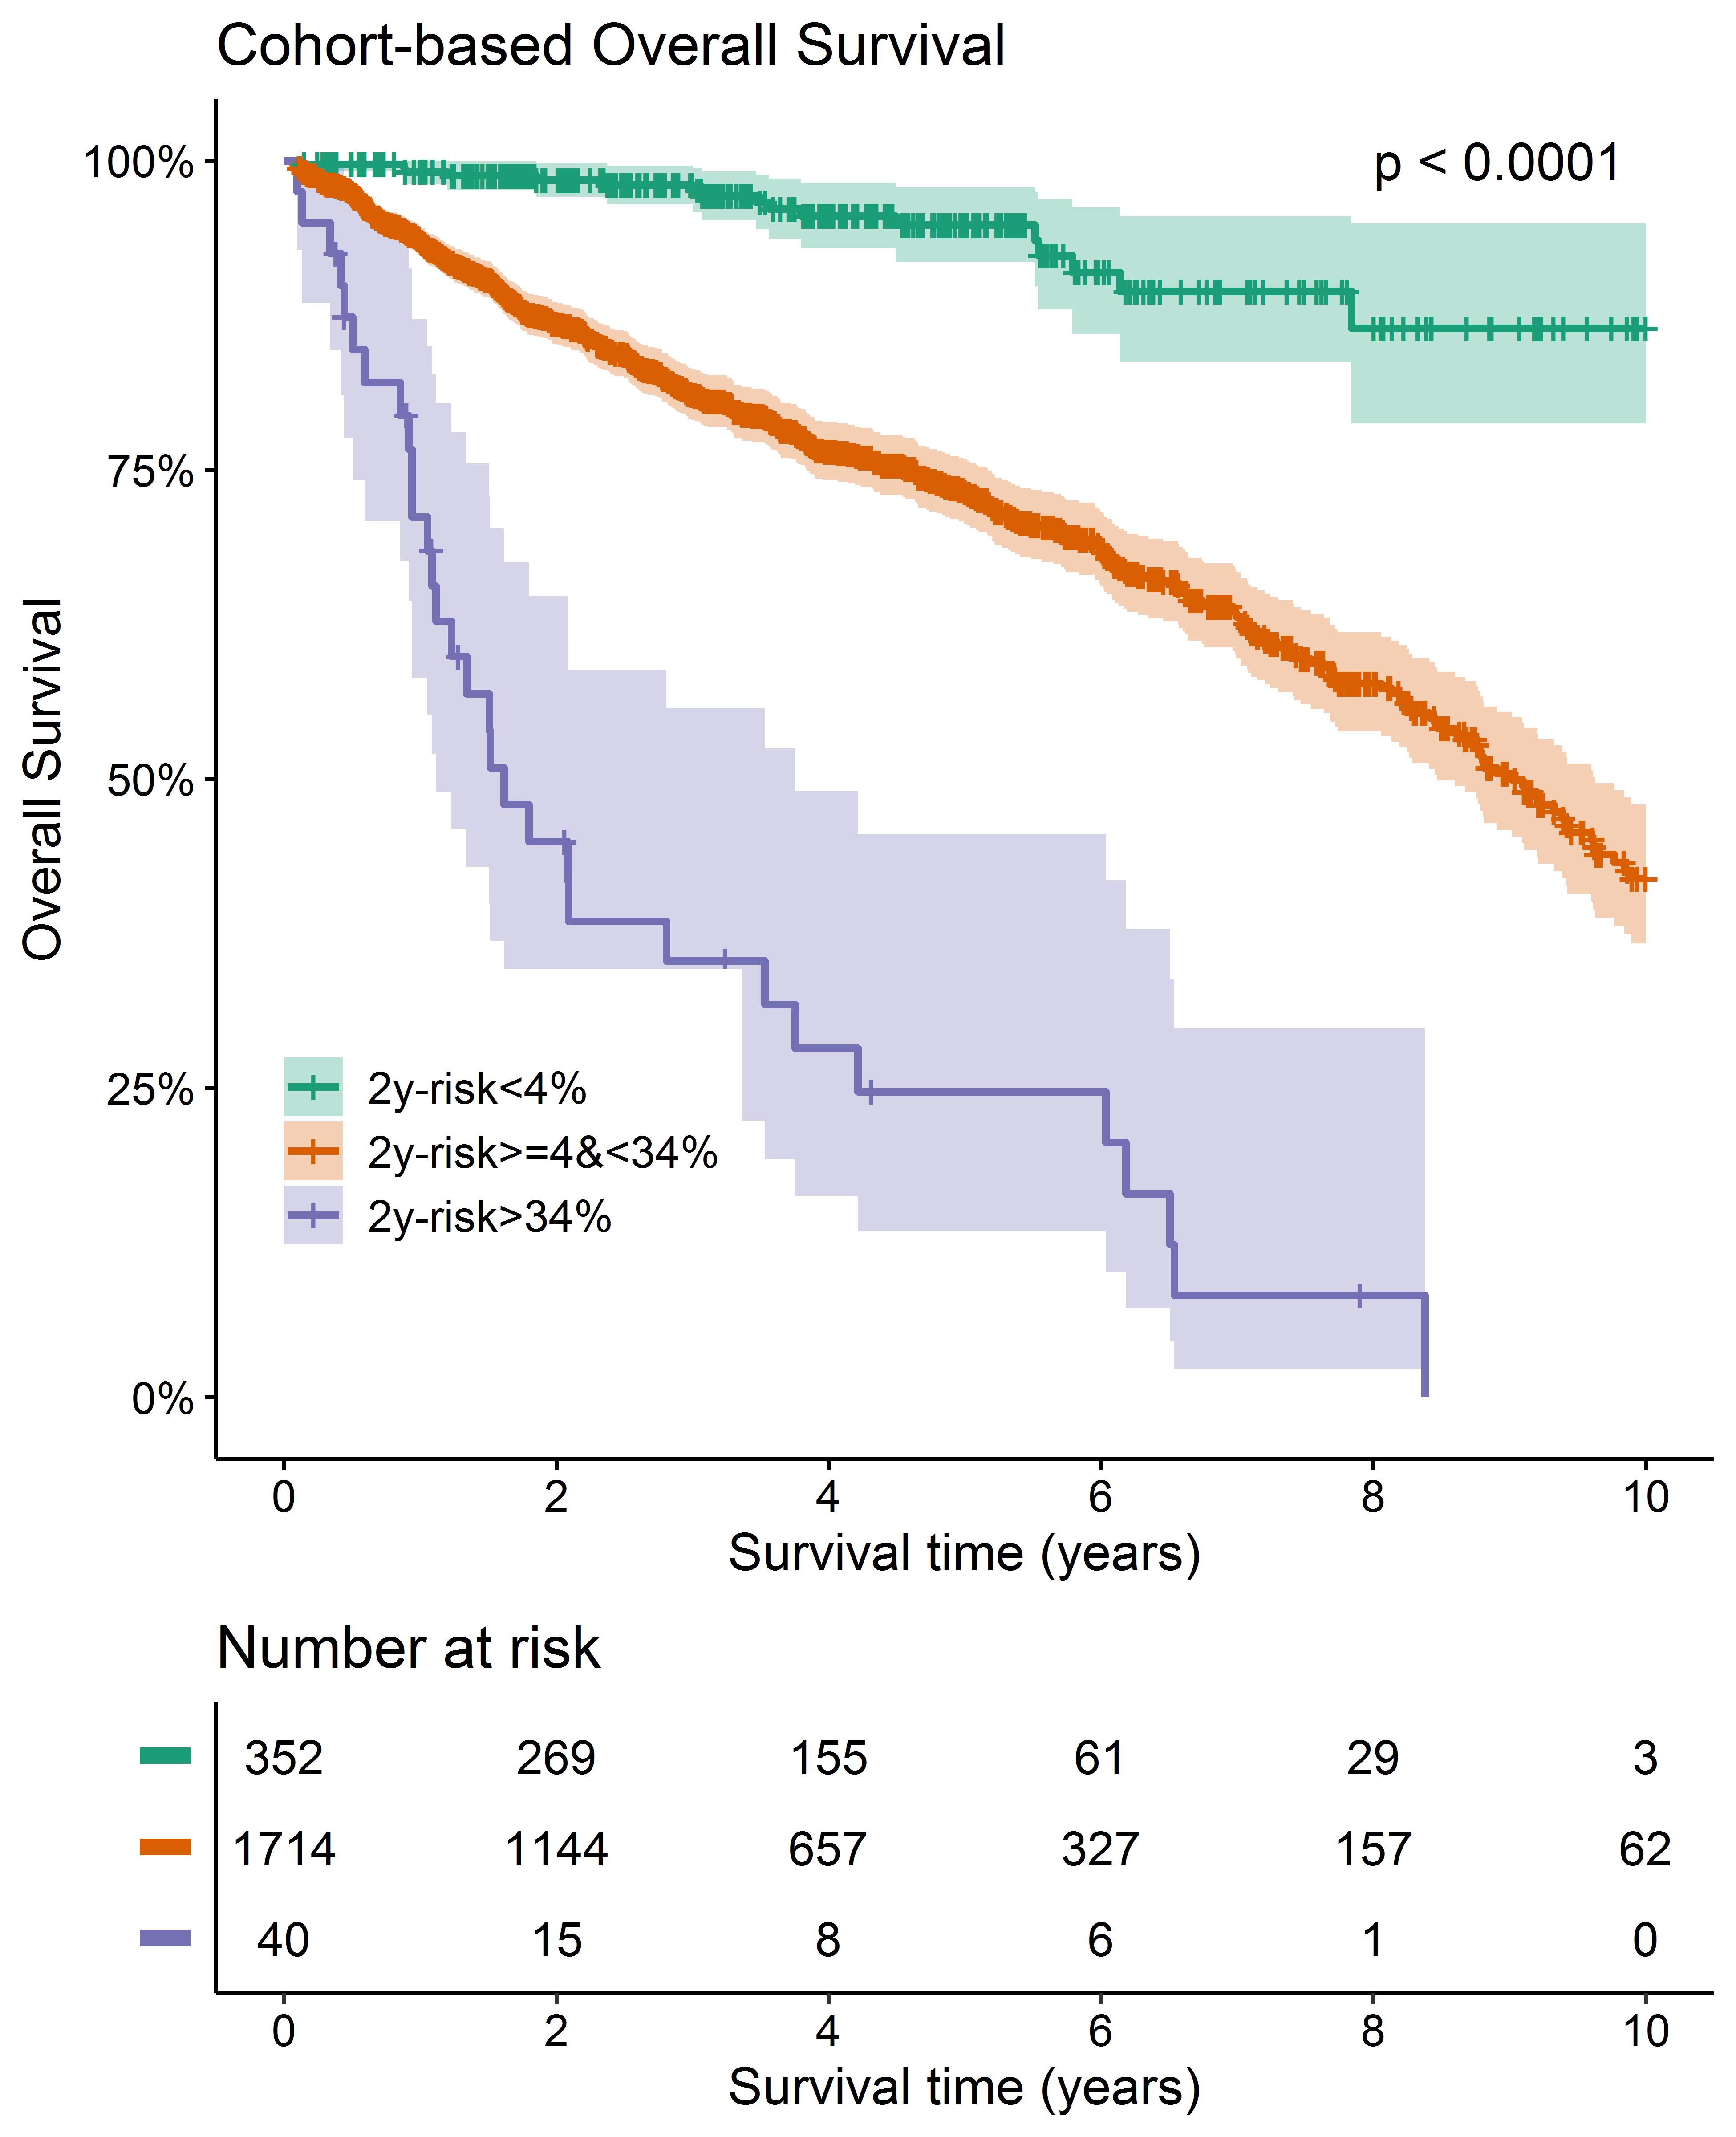 Cohort-based Overall Survival
p < 0.0001
100%
75%
50%
25%
0%
Overall Survival
2y-risk<4%
2y-risk>=4&<34%
2y-risk>34%
0 2 4 6 8 10
Survival time (years)
Number at risk
352 269 155 61 29 3
1714 1144 657 327 157 62
40 15 8 6 1 0
0 2 4 6 8 10
Survival time (years)